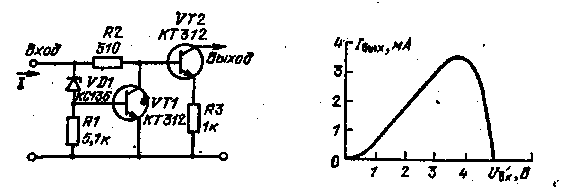 VT2
КТ312
R2
510
Вход
Выход
I
VD1
КС156
VT1
КТ312
R1
5,1к
R3
1к
Iвых, мА
4
3
2
1
0
1 2 3 4
Uвх, В